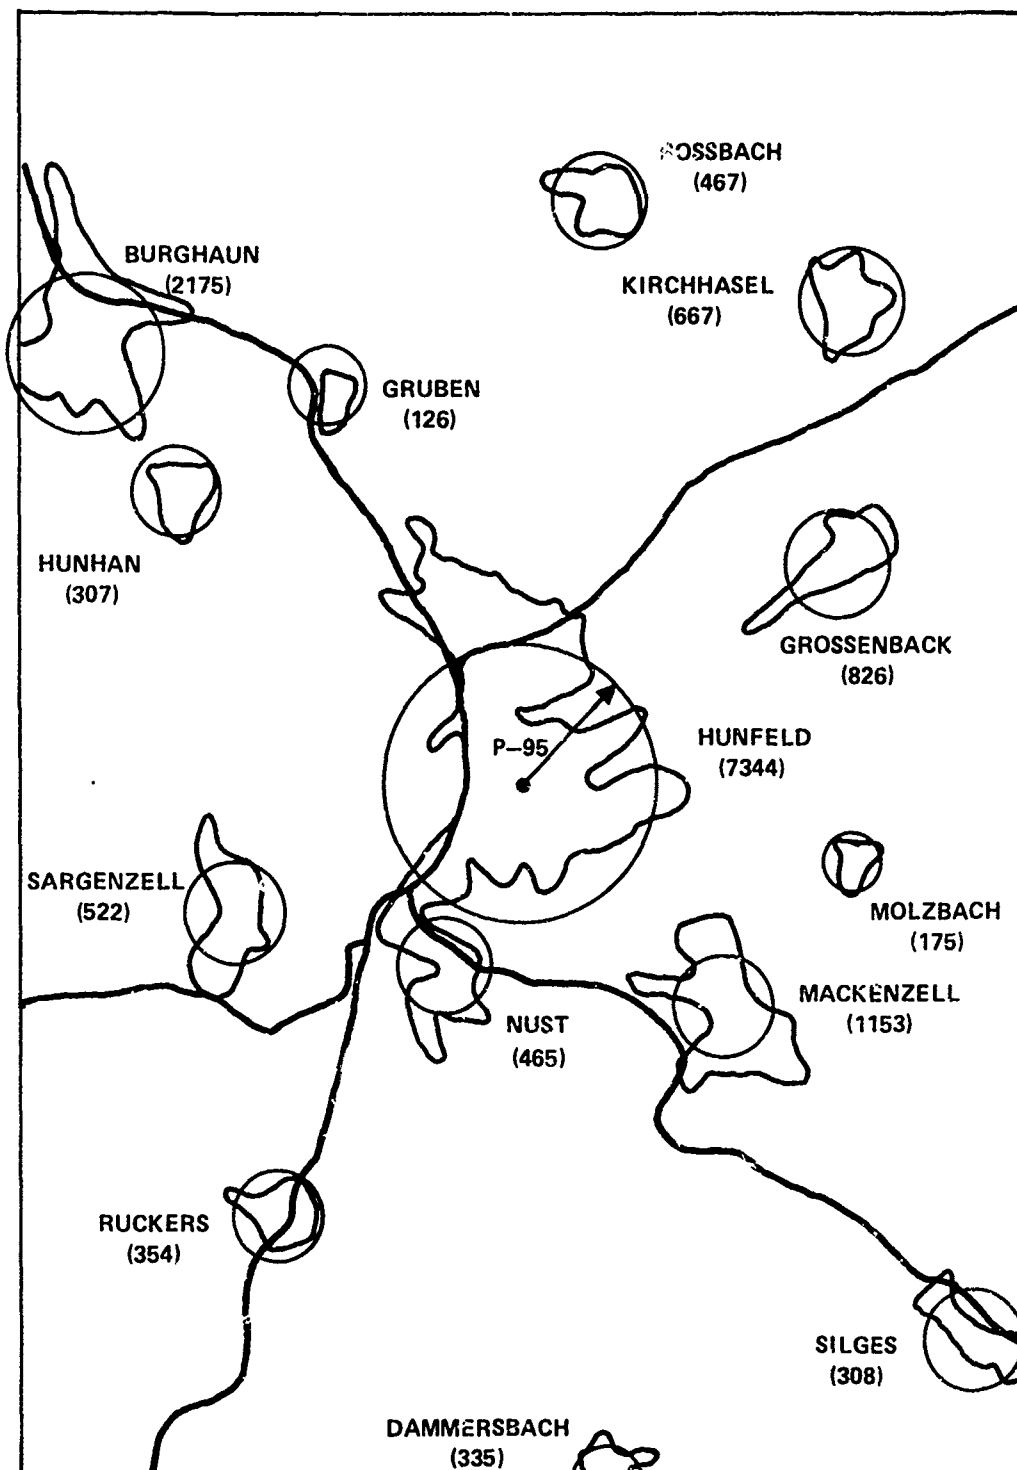 ROSSBACH
(467)
BURGHAUN
(2175)
KIRCHHASEL
(667)
GRUBEN
(126)
HUNHAN
(307)
GROSSENBACK
(826)
P-95
HUNFELD
(7344)
SARGENZELL
(522)
MOLZBACH
(175)
MACKENZELL
(1153)
NUST
(465)
RUCKERS
(354)
SILGES
(308)
DAMMERSBACH
(335)